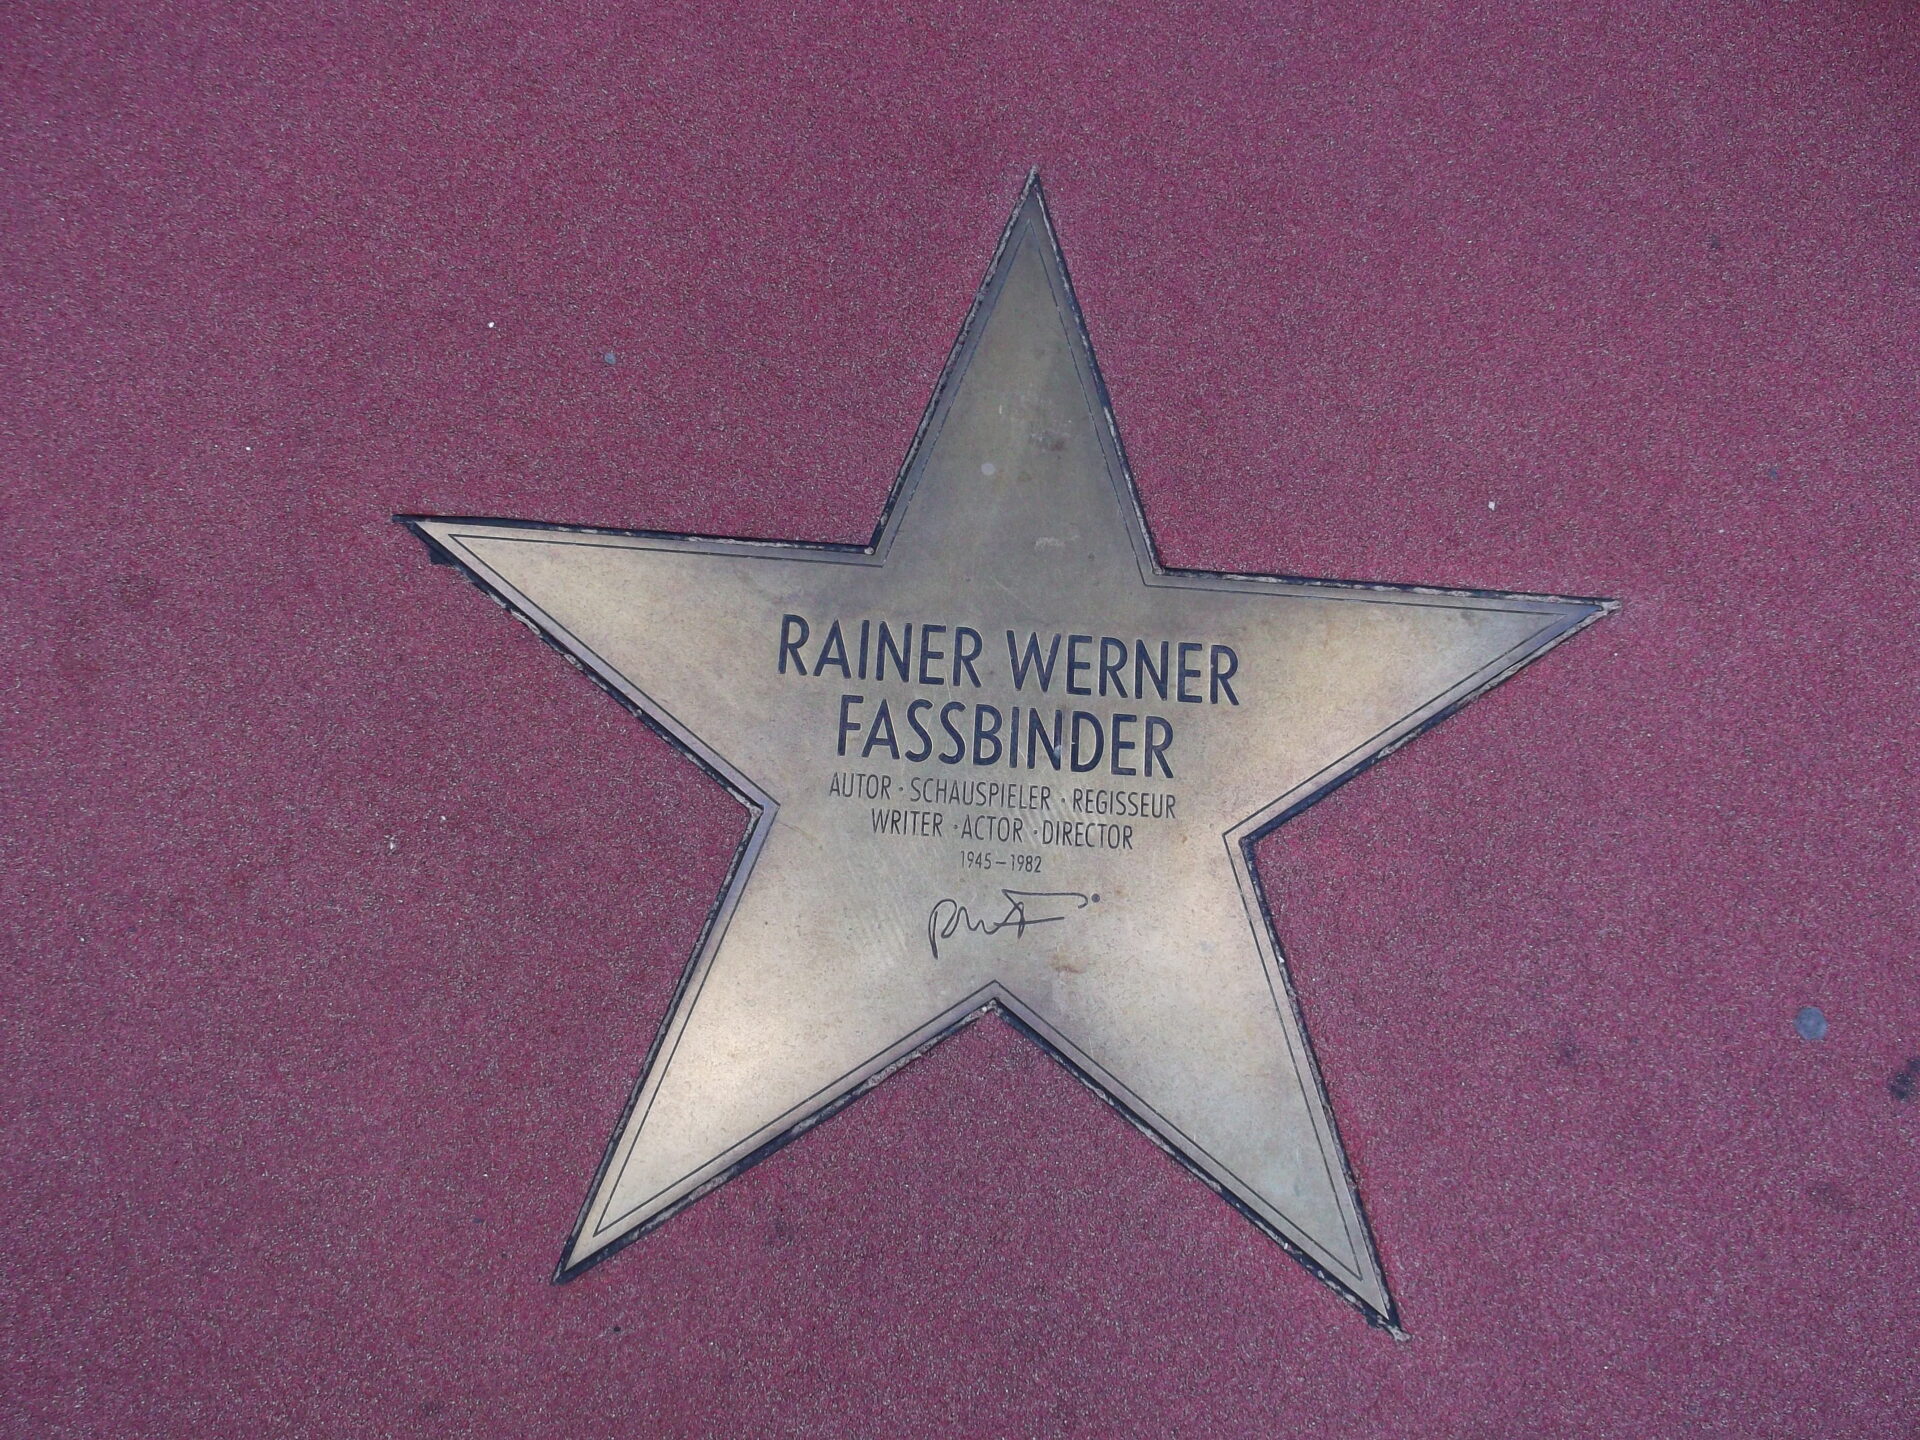 RAINER WERNER
FASSBINDER
AUTOR · SCHAUSPIELER · REGISSEUR
WRITER · ACTOR · DIRECTOR
1945–1982